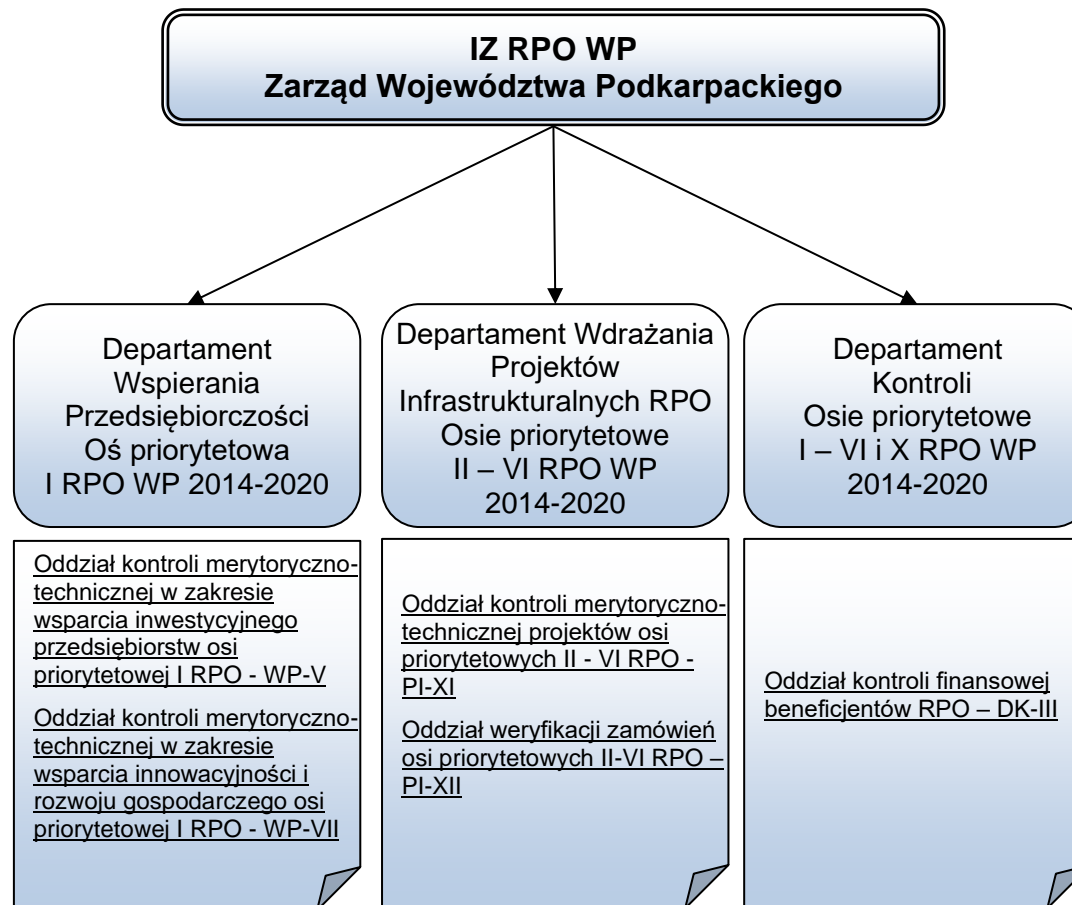 IZ RPO WP
Zarząd Województwa Podkarpackiego
Departament
Wspierania
Przedsiębiorczości
Oś priorytetowa
I RPO WP 2014-2020
Departament Wdrażania
Projektów
Infrastrukturalnych RPO
Osie priorytetowe
II – VI RPO WP
2014-2020
Departament
Kontroli
Osie priorytetowe
I – VI i X RPO WP
2014-2020
Oddział kontroli merytoryczno-
technicznej w zakresie
wsparcia inwestycyjnego
przedsiębiorstw osi
priorytetowej I RPO - WP-V
Oddział kontroli merytoryczno-
technicznej w zakresie
wsparcia innowacyjności i
rozwoju gospodarczego osi
priorytetowej I RPO - WP-VII
Oddział kontroli merytoryczno-
technicznej projektów osi
priorytetowych II - VI RPO -
PI-XI
Oddział weryfikacji zamówień
osi priorytetowych II-VI RPO –
PI-XII
Oddział kontroli finansowej
beneficjentów RPO – DK-III